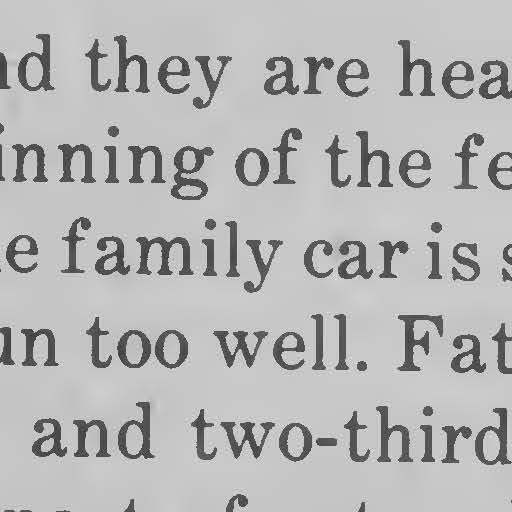 nd they are hea
inning of the fe
e family car is s
un too well. Fat
and two-third